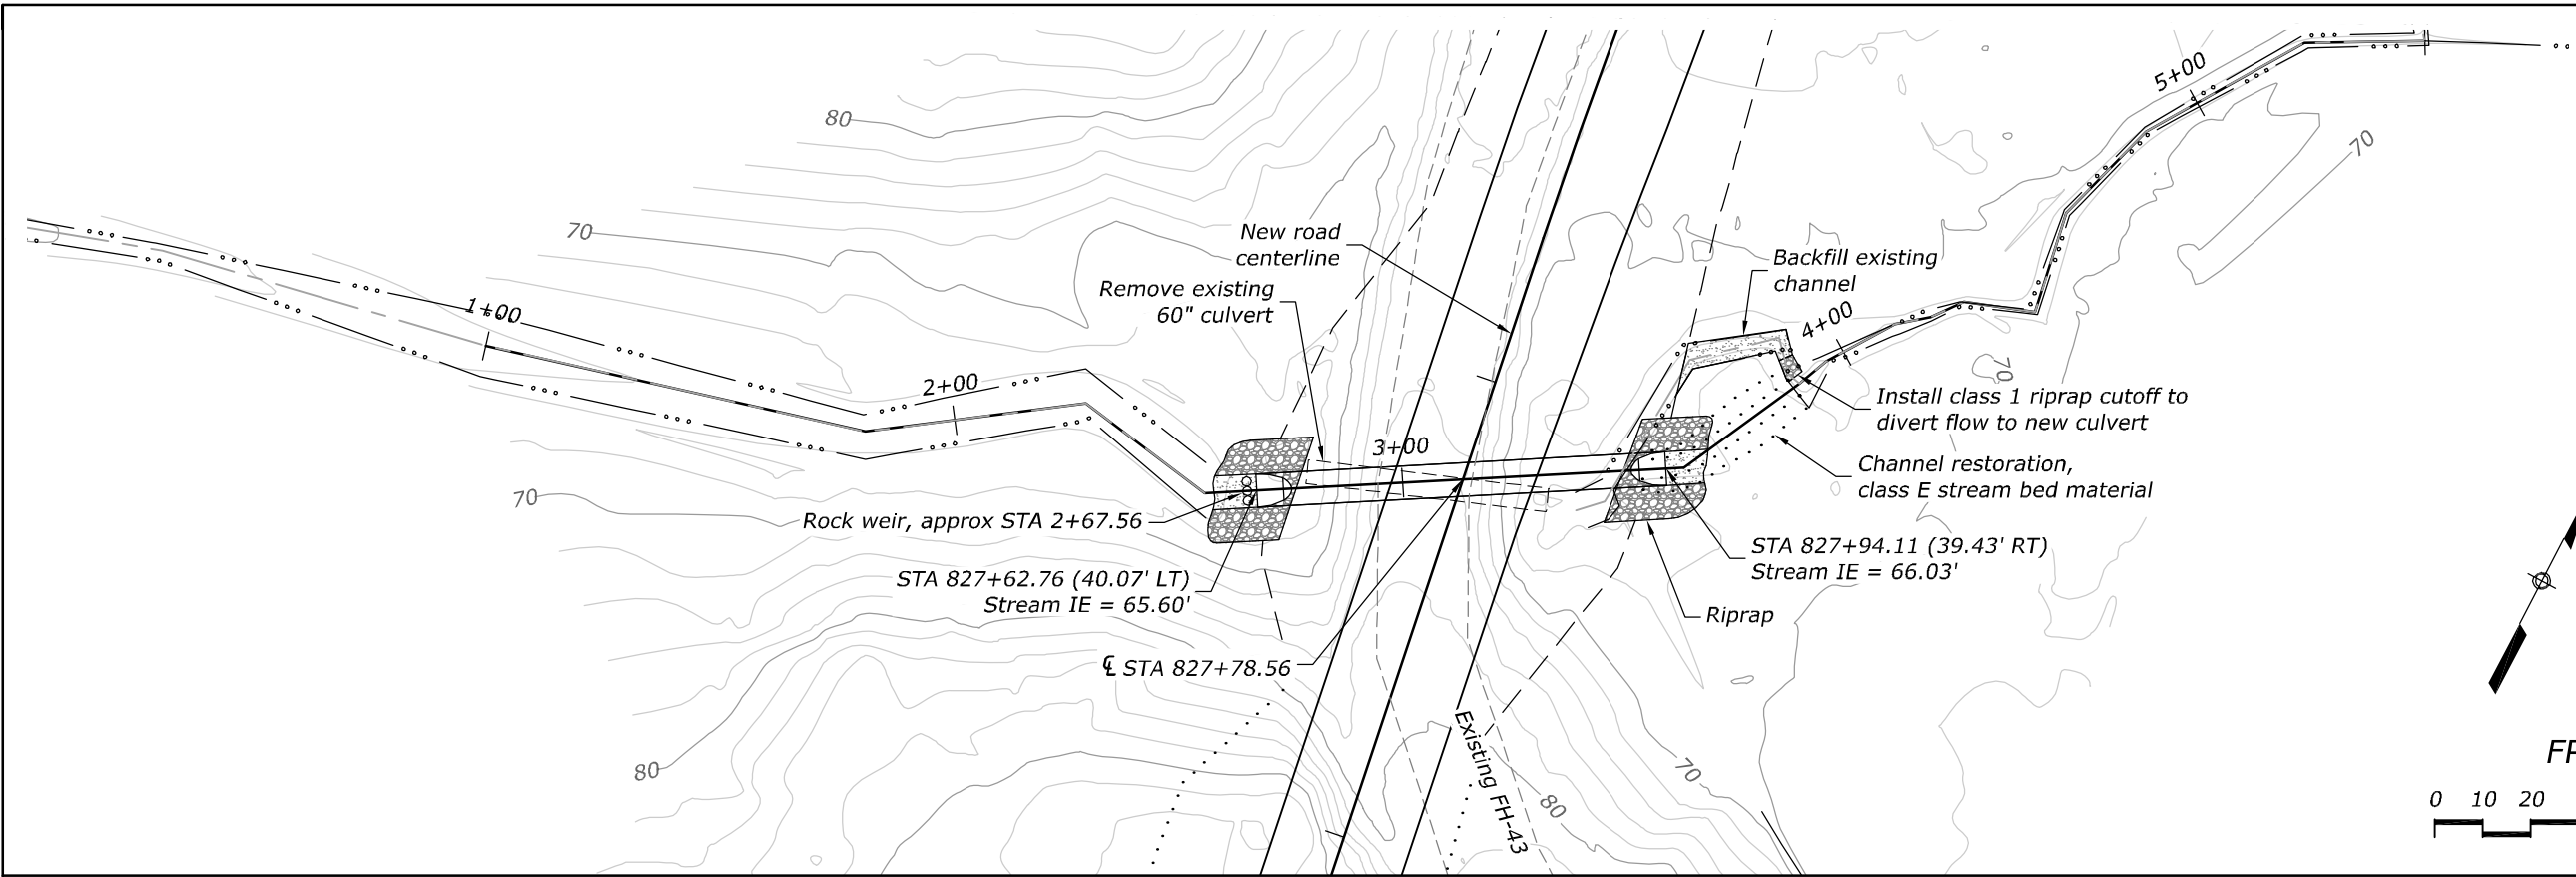 80
5+00
70
70
New road
centerline
Backfill existing
channel
Remove existing
60" culvert
1+00
4+00
70
2+00
Install class 1 riprap cutoff to
divert flow to new culvert
3+00
Channel restoration,
class E stream bed material
70
Rock weir, approx STA 2+67.56
STA 827+94.11 (39.43' RT)
Stream IE = 66.03'
STA 827+62.76 (40.07' LT)
Stream IE = 65.60'
Riprap
℄ STA 827+78.56
Existing FH-43
80
70
80
0 10 20